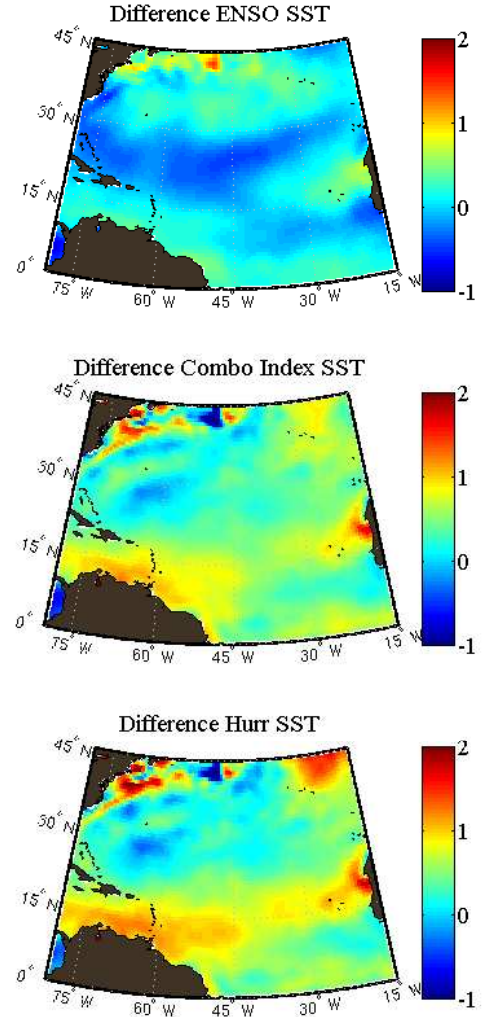 Difference ENSO SST
45° N
30° N
15° N
0°
75° W
60° W
45° W
30° W
15° W
2
1
0
-1
Difference Combo Index SST
45° N
30° N
15° N
0°
75° W
60° W
45° W
30° W
15° W
2
1
0
-1
Difference Hurr SST
45° N
30° N
15° N
0°
75° W
60° W
45° W
30° W
15° W
2
1
0
-1